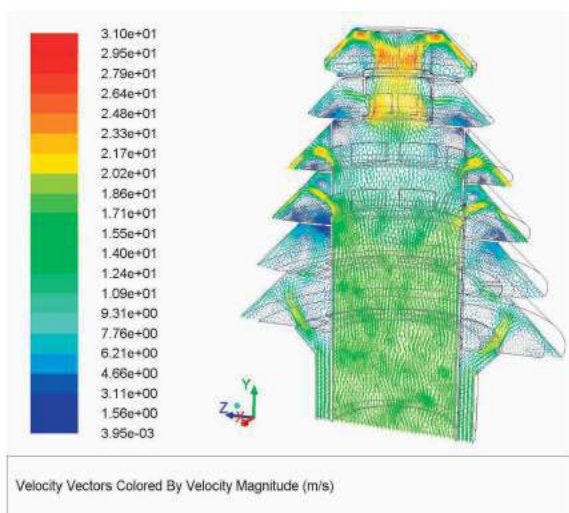 3.10e+01
2.95e+01
2.79e+01
2.64e+01
2.48e+01
2.33e+01
2.17e+01
2.02e+01
1.86e+01
1.71e+01
1.55e+01
1.40e+01
1.24e+01
1.09e+01
9.31e+00
7.76e+00
6.21e+00
4.66e+00
3.11e+00
1.56e+00
3.95e-03
Y
Z
X
Velocity Vectors Colored By Velocity Magnitude (m/s)